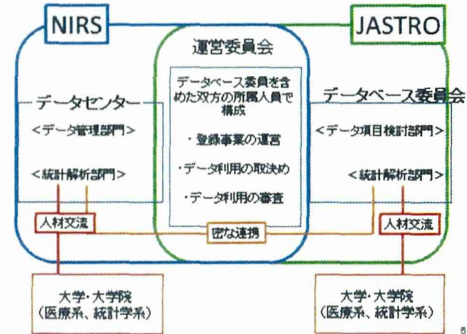 NIRS
JASTRO
運営委員会
データベース委員を含
めた双方の所属人員で
構成
・登録事業の運営
・データ利用の取決め
・データ利用の審査
データセンター
<データ管理部門>
<統計解析部門>
データベース委員会
<データ項目検討部門>
<統計解析部門>
人材交流
密な連携
人材交流
大学・大学院
(医療系、統計学系)
大学・大学院
(医療系、統計学系)
6